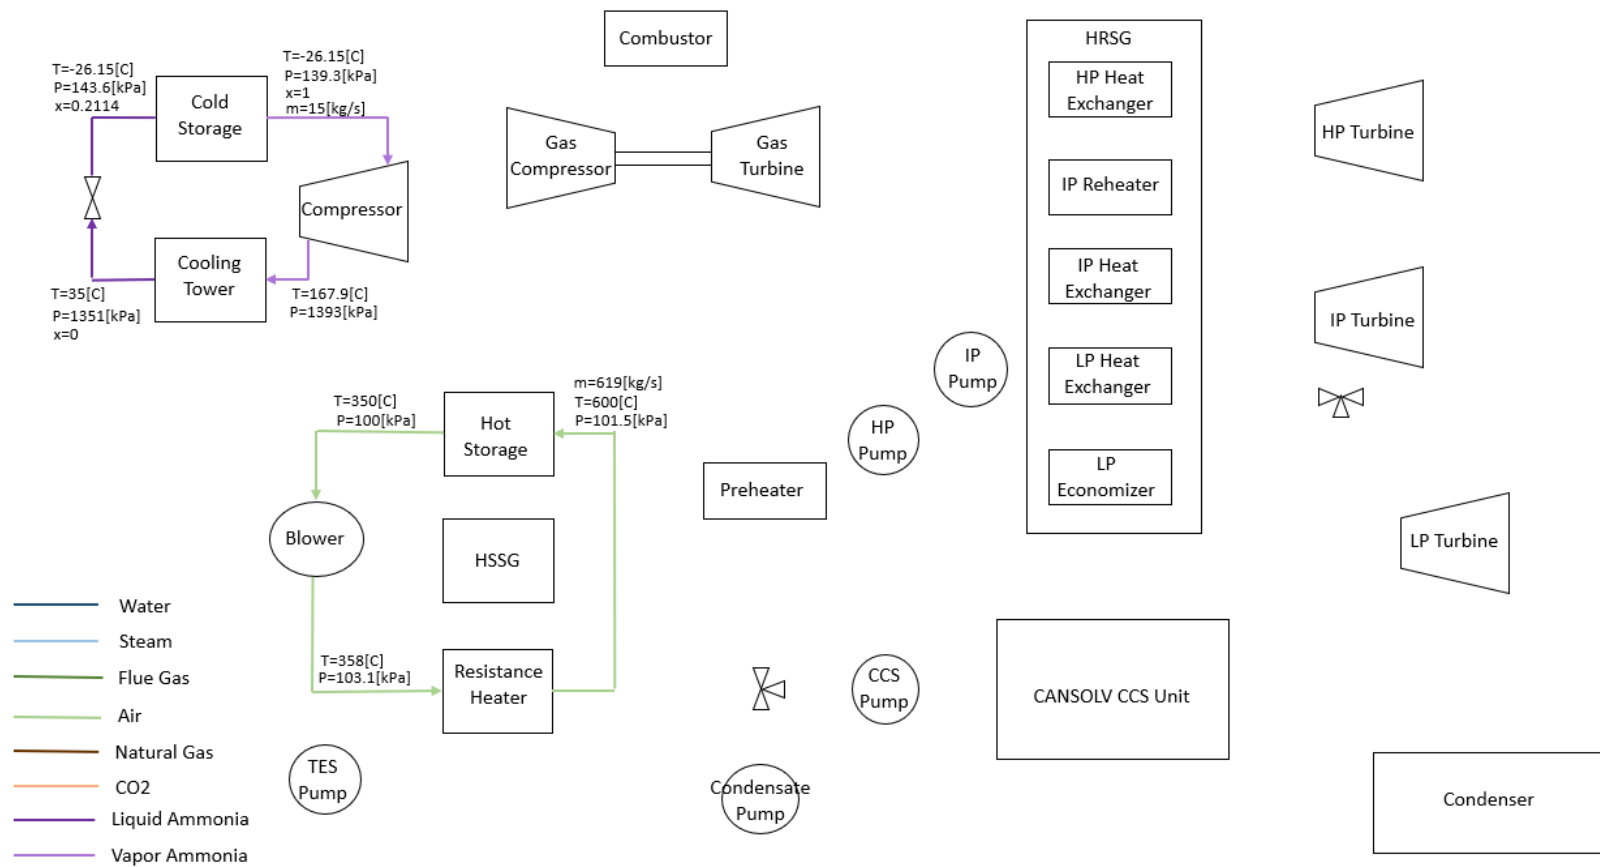 Combustor
HRSG
HP Heat
Exchanger
IP Reheater
IP Heat
Exchanger
LP Heat
Exchanger
LP
Economizer
HP Turbine
IP Turbine
LP Turbine
T=-26.15[C]
P=143.6[kPa]
x=0.2114
Cold
Storage
T=-26.15[C]
P=139.3[kPa]
x=1
m=15[kg/s]
Compressor
Cooling
Tower
T=35[C]
P=1351[kPa]
x=0
T=167.9[C]
P=1393[kPa]
Gas
Compressor
Gas
Turbine
IP
Pump
HP
Pump
Preheater
T=350[C]
P=100[kPa]
Hot
Storage
m=619[kg/s]
T=600[C]
P=101.5[kPa]
Blower
HSSG
T=358[C]
P=103.1[kPa]
Resistance
Heater
TES
Pump
CCS
Pump
Condensate
Pump
CANSOLV CCS Unit
Condenser
Water
Steam
Flue Gas
Air
Natural Gas
CO2
Liquid Ammonia
Vapor Ammonia